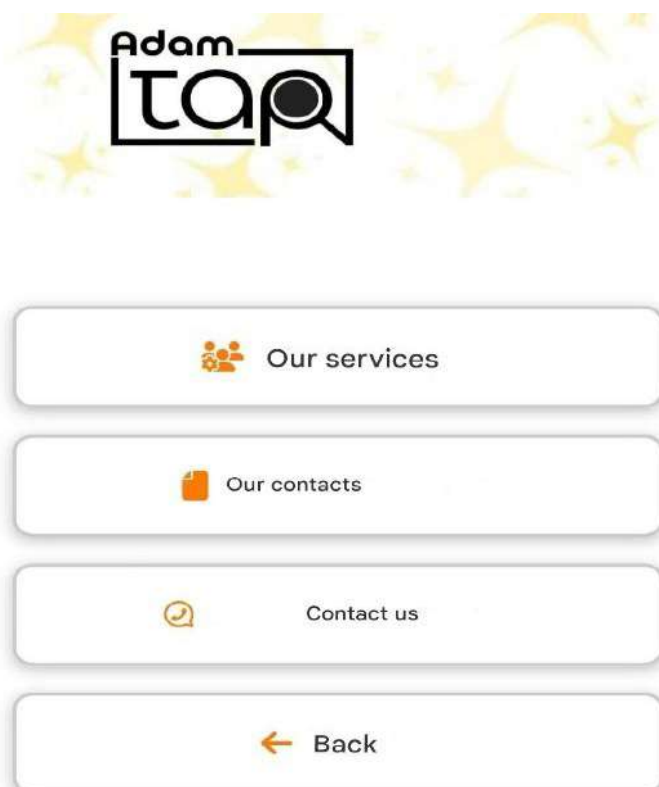 Adam
tap
Our services
Our contacts
Contact us
Back